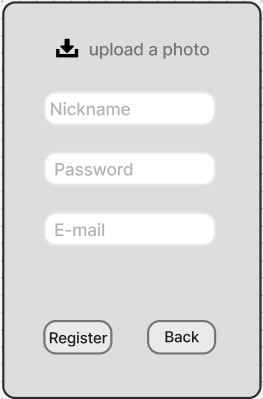 upload a photo
Nickname
Password
E-mail
Register Back